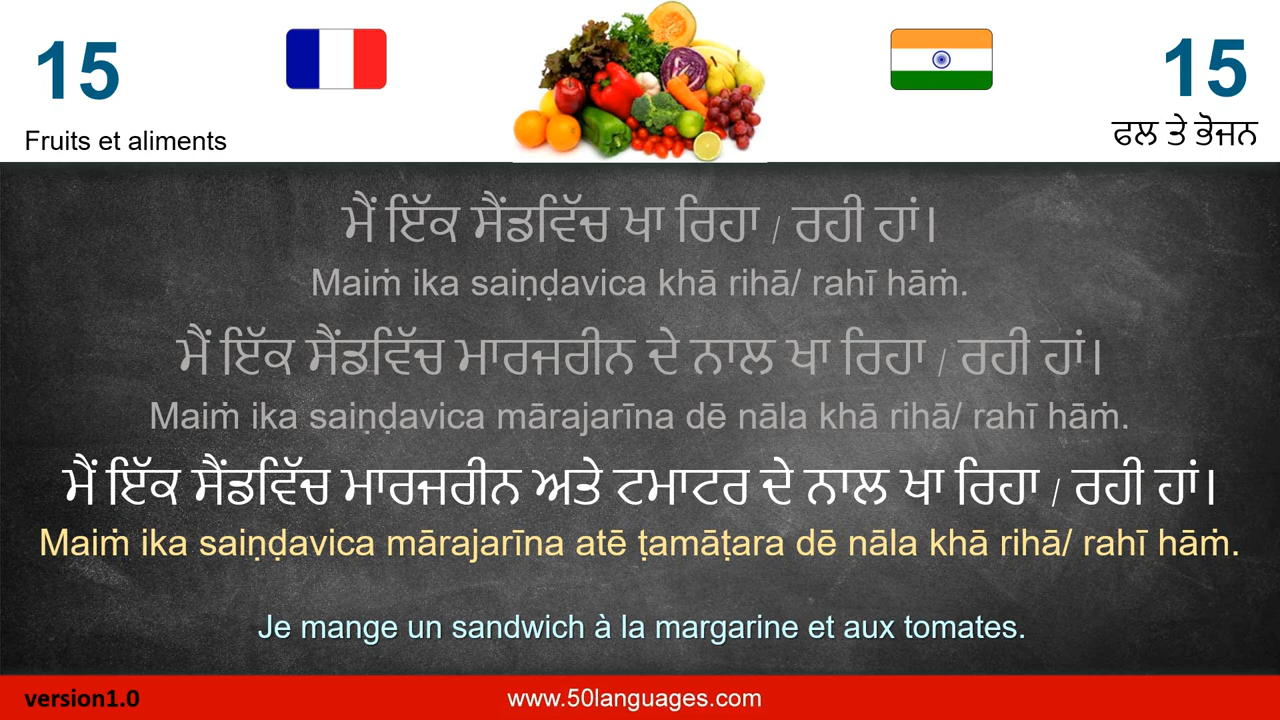 15
15
Fruits et aliments
ਫਲ ਤੇ ਭੋਜਨ
ਮੈਂ ਇੱਕ ਸੈਂਡਵਿੱਚ ਖਾ ਰਿਹਾ / ਰਹੀ ਹਾਂ।
Maiṁ ika saiṇḍavica khā rihā/ rahī hāṁ.
ਮੈਂ ਇੱਕ ਸੈਂਡਵਿੱਚ ਮਾਰਜਰੀਨ ਦੇ ਨਾਲ ਖਾ ਰਿਹਾ / ਰਹੀ ਹਾਂ।
Maiṁ ika saiṇḍavica mārajarīna dē nāla khā rihā/ rahī hāṁ.
ਮੈਂ ਇੱਕ ਸੈਂਡਵਿੱਚ ਮਾਰਜਰੀਨ ਅਤੇ ਟਮਾਟਰ ਦੇ ਨਾਲ ਖਾ ਰਿਹਾ / ਰਹੀ ਹਾਂ।
Maiṁ ika saiṇḍavica mārajarīna atē ṭamāṭara dē nāla khā rihā/ rahī hāṁ.
Je mange un sandwich à la margarine et aux tomates.
version1.0
www.50languages.com